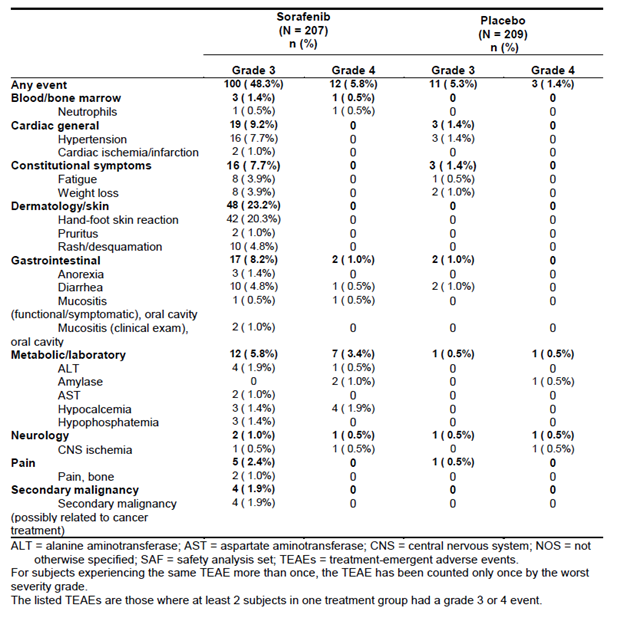 Sorafenib Placebo
(N = 207) (N = 209)
n (%) n (%)
Grade 3 Grade 4 Grade 3 Grade 4
Any event 100 ( 48.3%) 12 ( 5.8%) 11 ( 5.3%) 3 ( 1.4%)
Blood/bone marrow 3 ( 1.4%) 1 ( 0.5%) 0 0
Neutrophils 1 ( 0.5%) 1 ( 0.5%) 0 0
Cardiac general 19 ( 9.2%) 0 3 ( 1.4%) 0
Hypertension 16 ( 7.7%) 0 3 ( 1.4%) 0
Cardiac ischemia/infarction 2 ( 1.0%) 0 0 0
Constitutional symptoms 16 ( 7.7%) 0 3 ( 1.4%) 0
Fatigue 8 ( 3.9%) 0 1 ( 0.5%) 0
Weight loss 8 ( 3.9%) 0 2 ( 1.0%) 0
Dermatology/skin 48 ( 23.2%) 0 0 0
Hand-foot skin reaction 42 ( 20.3%) 0 0 0
Pruritus 2 ( 1.0%) 0 0 0
Rash/desquamation 10 ( 4.8%) 0 0 0
Gastrointestinal 17 ( 8.2%) 2 ( 1.0%) 2 ( 1.0%) 0
Anorexia 3 ( 1.4%) 0 0 0
Diarrhea 10 ( 4.8%) 1 ( 0.5%) 2 ( 1.0%) 0
Mucositis 1 ( 0.5%) 1 ( 0.5%) 0 0
(functional/symptomatic), oral cavity
Mucositis (clinical exam), 2 ( 1.0%) 0 0 0
oral cavity
Metabolic/laboratory 12 ( 5.8%) 7 ( 3.4%) 1 ( 0.5%) 1 ( 0.5%)
ALT 4 ( 1.9%) 1 ( 0.5%) 0 0
Amylase 0 2 ( 1.0%) 0 1 ( 0.5%)
AST 2 ( 1.0%) 0 0 0
Hypocalcemia 3 ( 1.4%) 4 ( 1.9%) 0 0
Hypophosphatemia 3 ( 1.4%) 0 0 0
Neurology 2 ( 1.0%) 1 ( 0.5%) 1 ( 0.5%) 1 ( 0.5%)
CNS ischemia 1 ( 0.5%) 1 ( 0.5%) 0 1 ( 0.5%)
Pain 5 ( 2.4%) 0 1 ( 0.5%) 0
Pain, bone 2 ( 1.0%) 0 0 0
Secondary malignancy 4 ( 1.9%) 0 0 0
Secondary malignancy 4 ( 1.9%) 0 0 0
(possibly related to cancer
treatment)
ALT = alanine aminotransferase; AST = aspartate aminotransferase; CNS = central nervous system; NOS = not
otherwise specified; SAF = safety analysis set; TEAEs = treatment-emergent adverse events.
For subjects experiencing the same TEAE more than once, the TEAE has been counted only once by the worst
severity grade.
The listed TEAEs are those where at least 2 subjects in one treatment group had a grade 3 or 4 event.